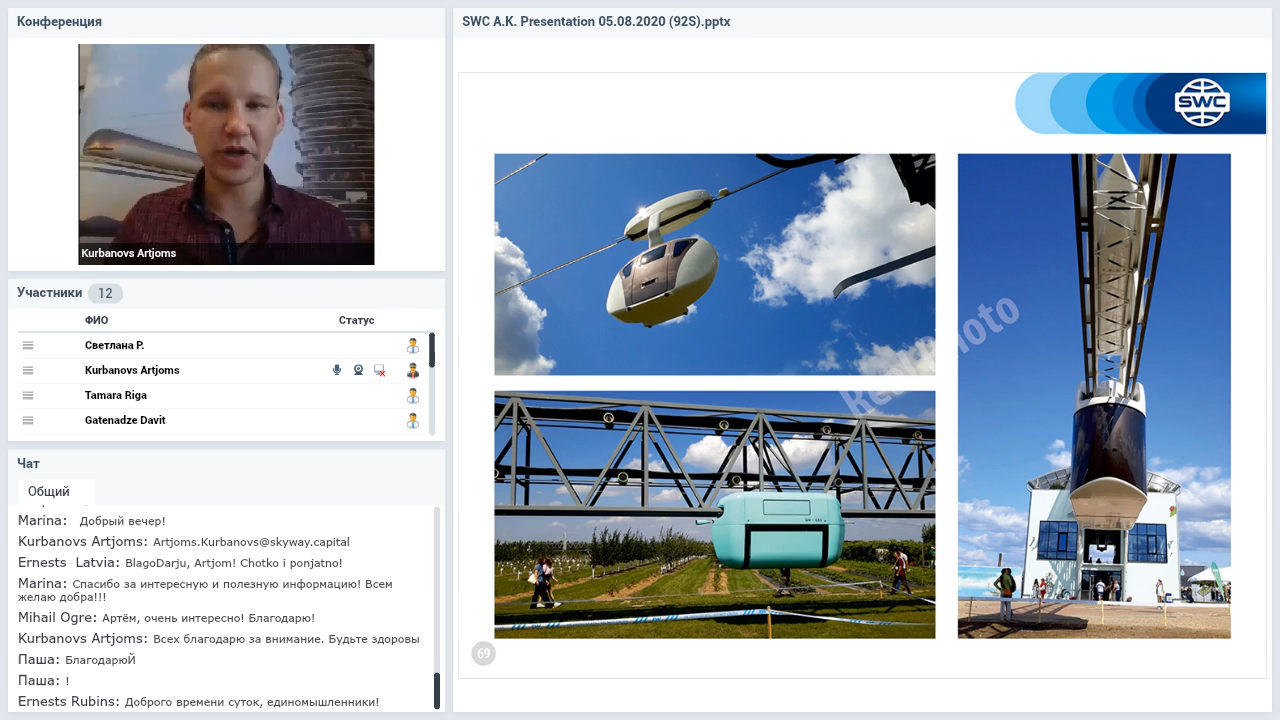 Конференция
Kurbanovs Artjoms
Участники 12
ФИО Статус
Светлана Р.
Kurbanovs Artjoms
Tamara Riga
Gatenadze Davit
Чат
Общий
Marina: Добрый вечер!
Kurbanovs Artjoms: Artjoms.Kurbanovs@skyway.capital
Ernests Latvia: BlagoDarju, Artjom! Chotko i ponjatno!
Marina: Спасибо за интересную и полезную информацию! Всем
желаю добра!!!
Mihail Ogre: Артём, очень интересно! Благодарю!
Kurbanovs Artjoms: Всех благодарю за внимание. Будьте здоровы
Паша: БлагодарюЙ
Паша: !
Ernests Rubins: Доброго времени суток, единомышленники!
SWC A.K. Presentation 05.08.2020 (92S).pptx
SWC
69